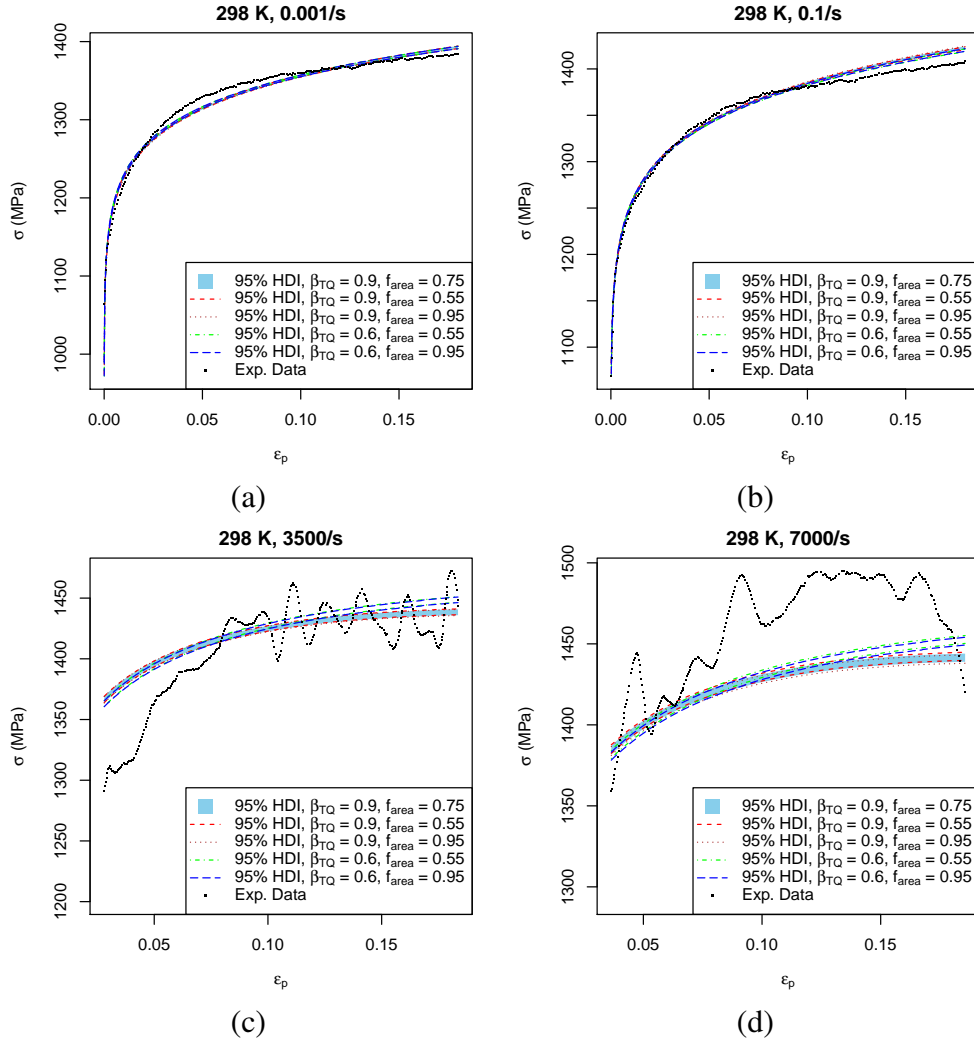 298 K, 0.001/s
σ (MPa)
1000
1100
1200
1300
1400
95% HDI, βTQ = 0.9, farea = 0.75
95% HDI, βTQ = 0.9, farea = 0.55
95% HDI, βTQ = 0.9, farea = 0.95
95% HDI, βTQ = 0.6, farea = 0.55
95% HDI, βTQ = 0.6, farea = 0.95
Exp. Data
0.00 0.05 0.10 0.15
εp
(a)
298 K, 0.1/s
σ (MPa)
1100
1200
1300
1400
95% HDI, βTQ = 0.9, farea = 0.75
95% HDI, βTQ = 0.9, farea = 0.55
95% HDI, βTQ = 0.9, farea = 0.95
95% HDI, βTQ = 0.6, farea = 0.55
95% HDI, βTQ = 0.6, farea = 0.95
Exp. Data
0.00 0.05 0.10 0.15
εp
(b)
298 K, 3500/s
σ (MPa)
1200
1250
1300
1350
1400
1450
95% HDI, βTQ = 0.9, farea = 0.75
95% HDI, βTQ = 0.9, farea = 0.55
95% HDI, βTQ = 0.9, farea = 0.95
95% HDI, βTQ = 0.6, farea = 0.55
95% HDI, βTQ = 0.6, farea = 0.95
Exp. Data
0.05 0.10 0.15
εp
(c)
298 K, 7000/s
σ (MPa)
1300
1350
1400
1450
1500
95% HDI, βTQ = 0.9, farea = 0.75
95% HDI, βTQ = 0.9, farea = 0.55
95% HDI, βTQ = 0.9, farea = 0.95
95% HDI, βTQ = 0.6, farea = 0.55
95% HDI, βTQ = 0.6, farea = 0.95
Exp. Data
0.05 0.10 0.15
εp
(d)